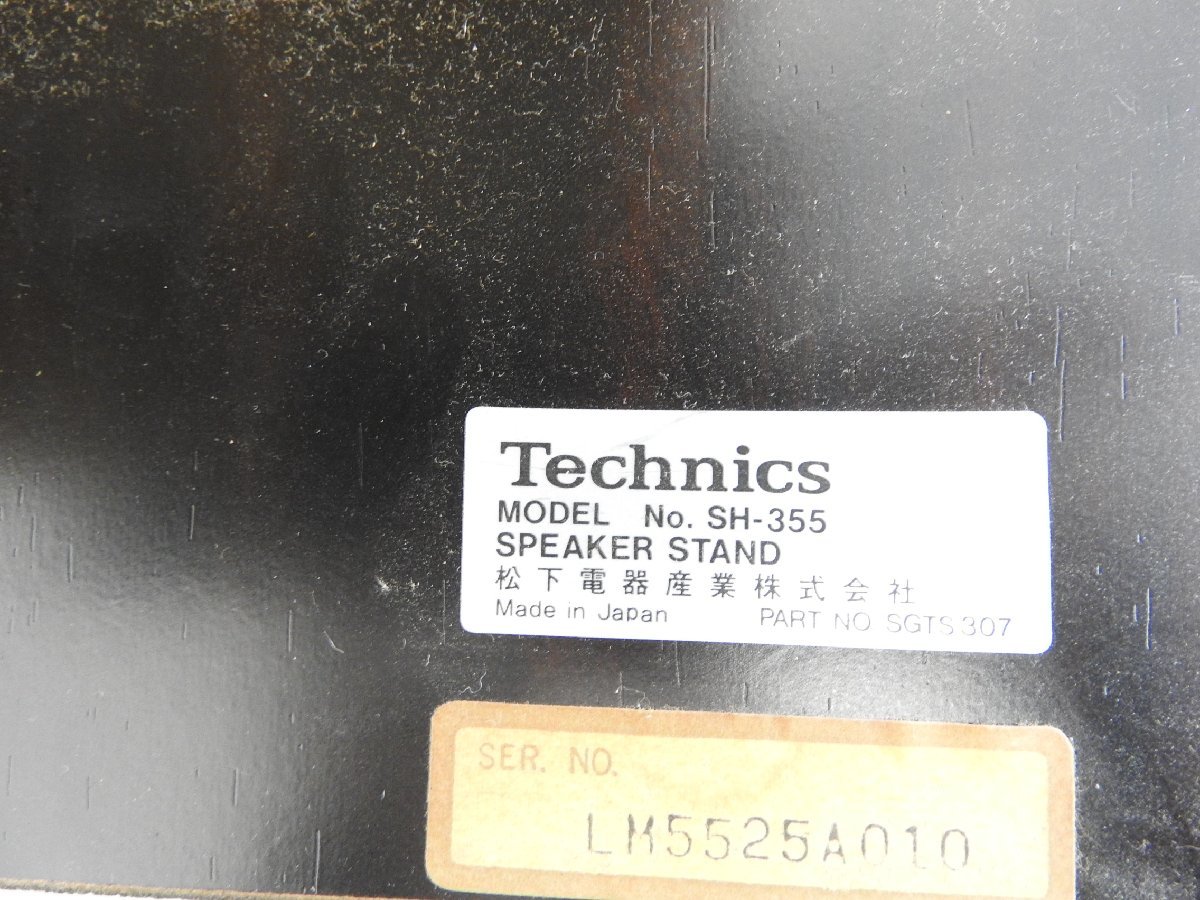 Technics
MODEL No. SH-355
SPEAKER STAND
松下電器産業株式会社
Made in Japan PART NO SGTS307
SER. NO.
LM5525A010